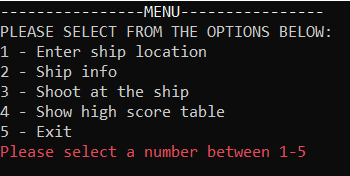 ----------------MENU----------------
PLEASE SELECT FROM THE OPTIONS BELOW:
1 - Enter ship location
2 - Ship info
3 - Shoot at the ship
4 - Show high score table
5 - Exit
Please select a number between 1-5